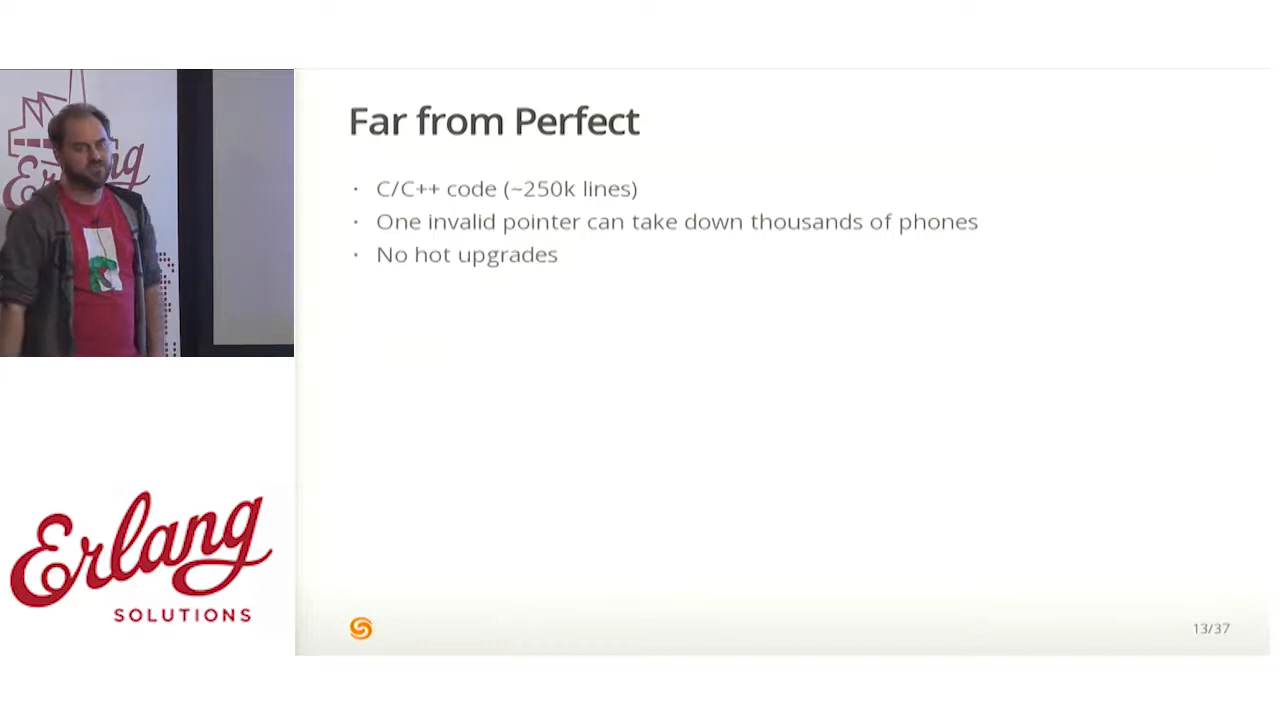 Erlang
Far from Perfect
· C/C++ code (~250k lines)
· One invalid pointer can take down thousands of phones
· No hot upgrades
Erlang
SOLUTIONS
13/37